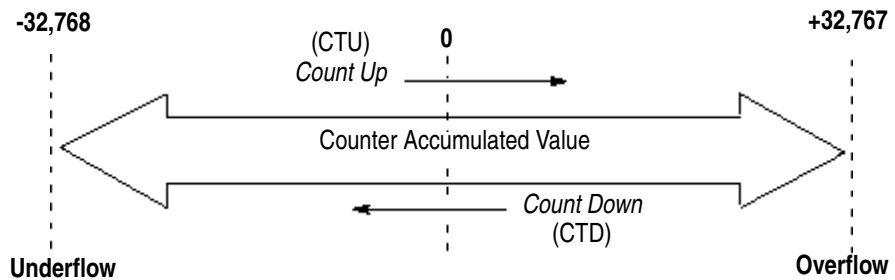 -32,768
0
+32,767
(CTU)
Count Up
Counter Accumulated Value
Count Down
(CTD)
Underflow
Overflow